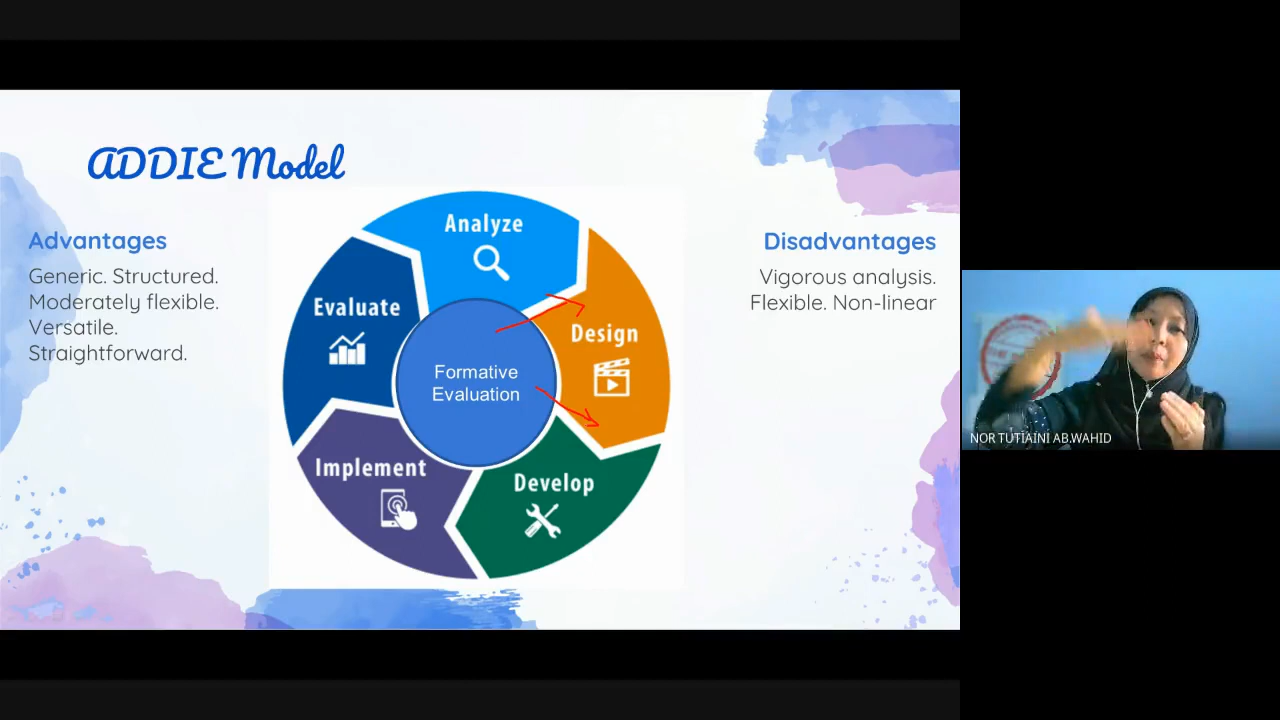 ADDIE Model
Advantages
Generic. Structured.
Moderately flexible.
Versatile.
Straightforward.
Analyze
Evaluate
Design
Formative
Evaluation
Implement
Develop
Disadvantages
Vigorous analysis.
Flexible. Non-linear
NOR TUTIAINI AB.WAHID